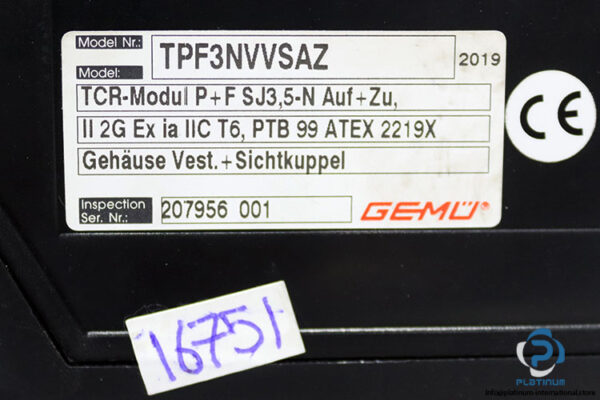 Model Nr.: TPF3NVVSAZ 2019
Model:
TCR-Modul P+F SJ3,5-N Auf+Zu,
II 2G Ex ia IIC T6, PTB 99 ATEX 2219X
Gehäuse Vest.+Sichtkuppel
Inspection
Ser. Nr.: 207956 001 GEMÜ®
CE
16751
PLATINUM
info@platinum-international.store